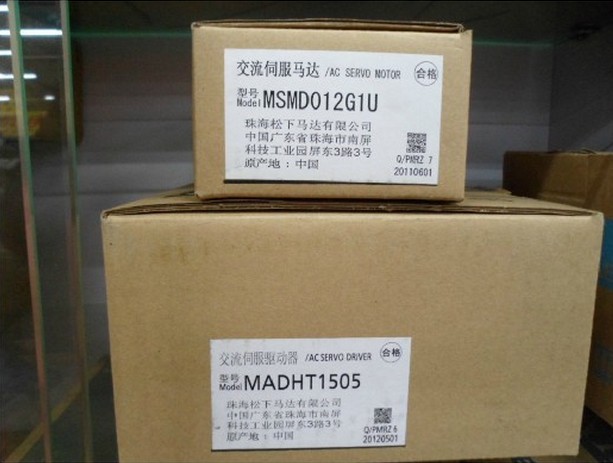 交流伺服马达 /AC SERVO MOTOR 合格
型号 Model MSMD012G1U
珠海松下马达有限公司
中国广东省珠海市南屏
科技工业园屏东3路3号
原产地：中国
Q/PMRZ 7
20110601
交流伺服驱动器 /AC SERVO DRIVER 合格
型号 Model MADHT1505
珠海松下马达有限公司
中国广东省珠海市南屏
科技工业园屏东3路3号
原产地：中国
Q/PMRZ 6
20120501